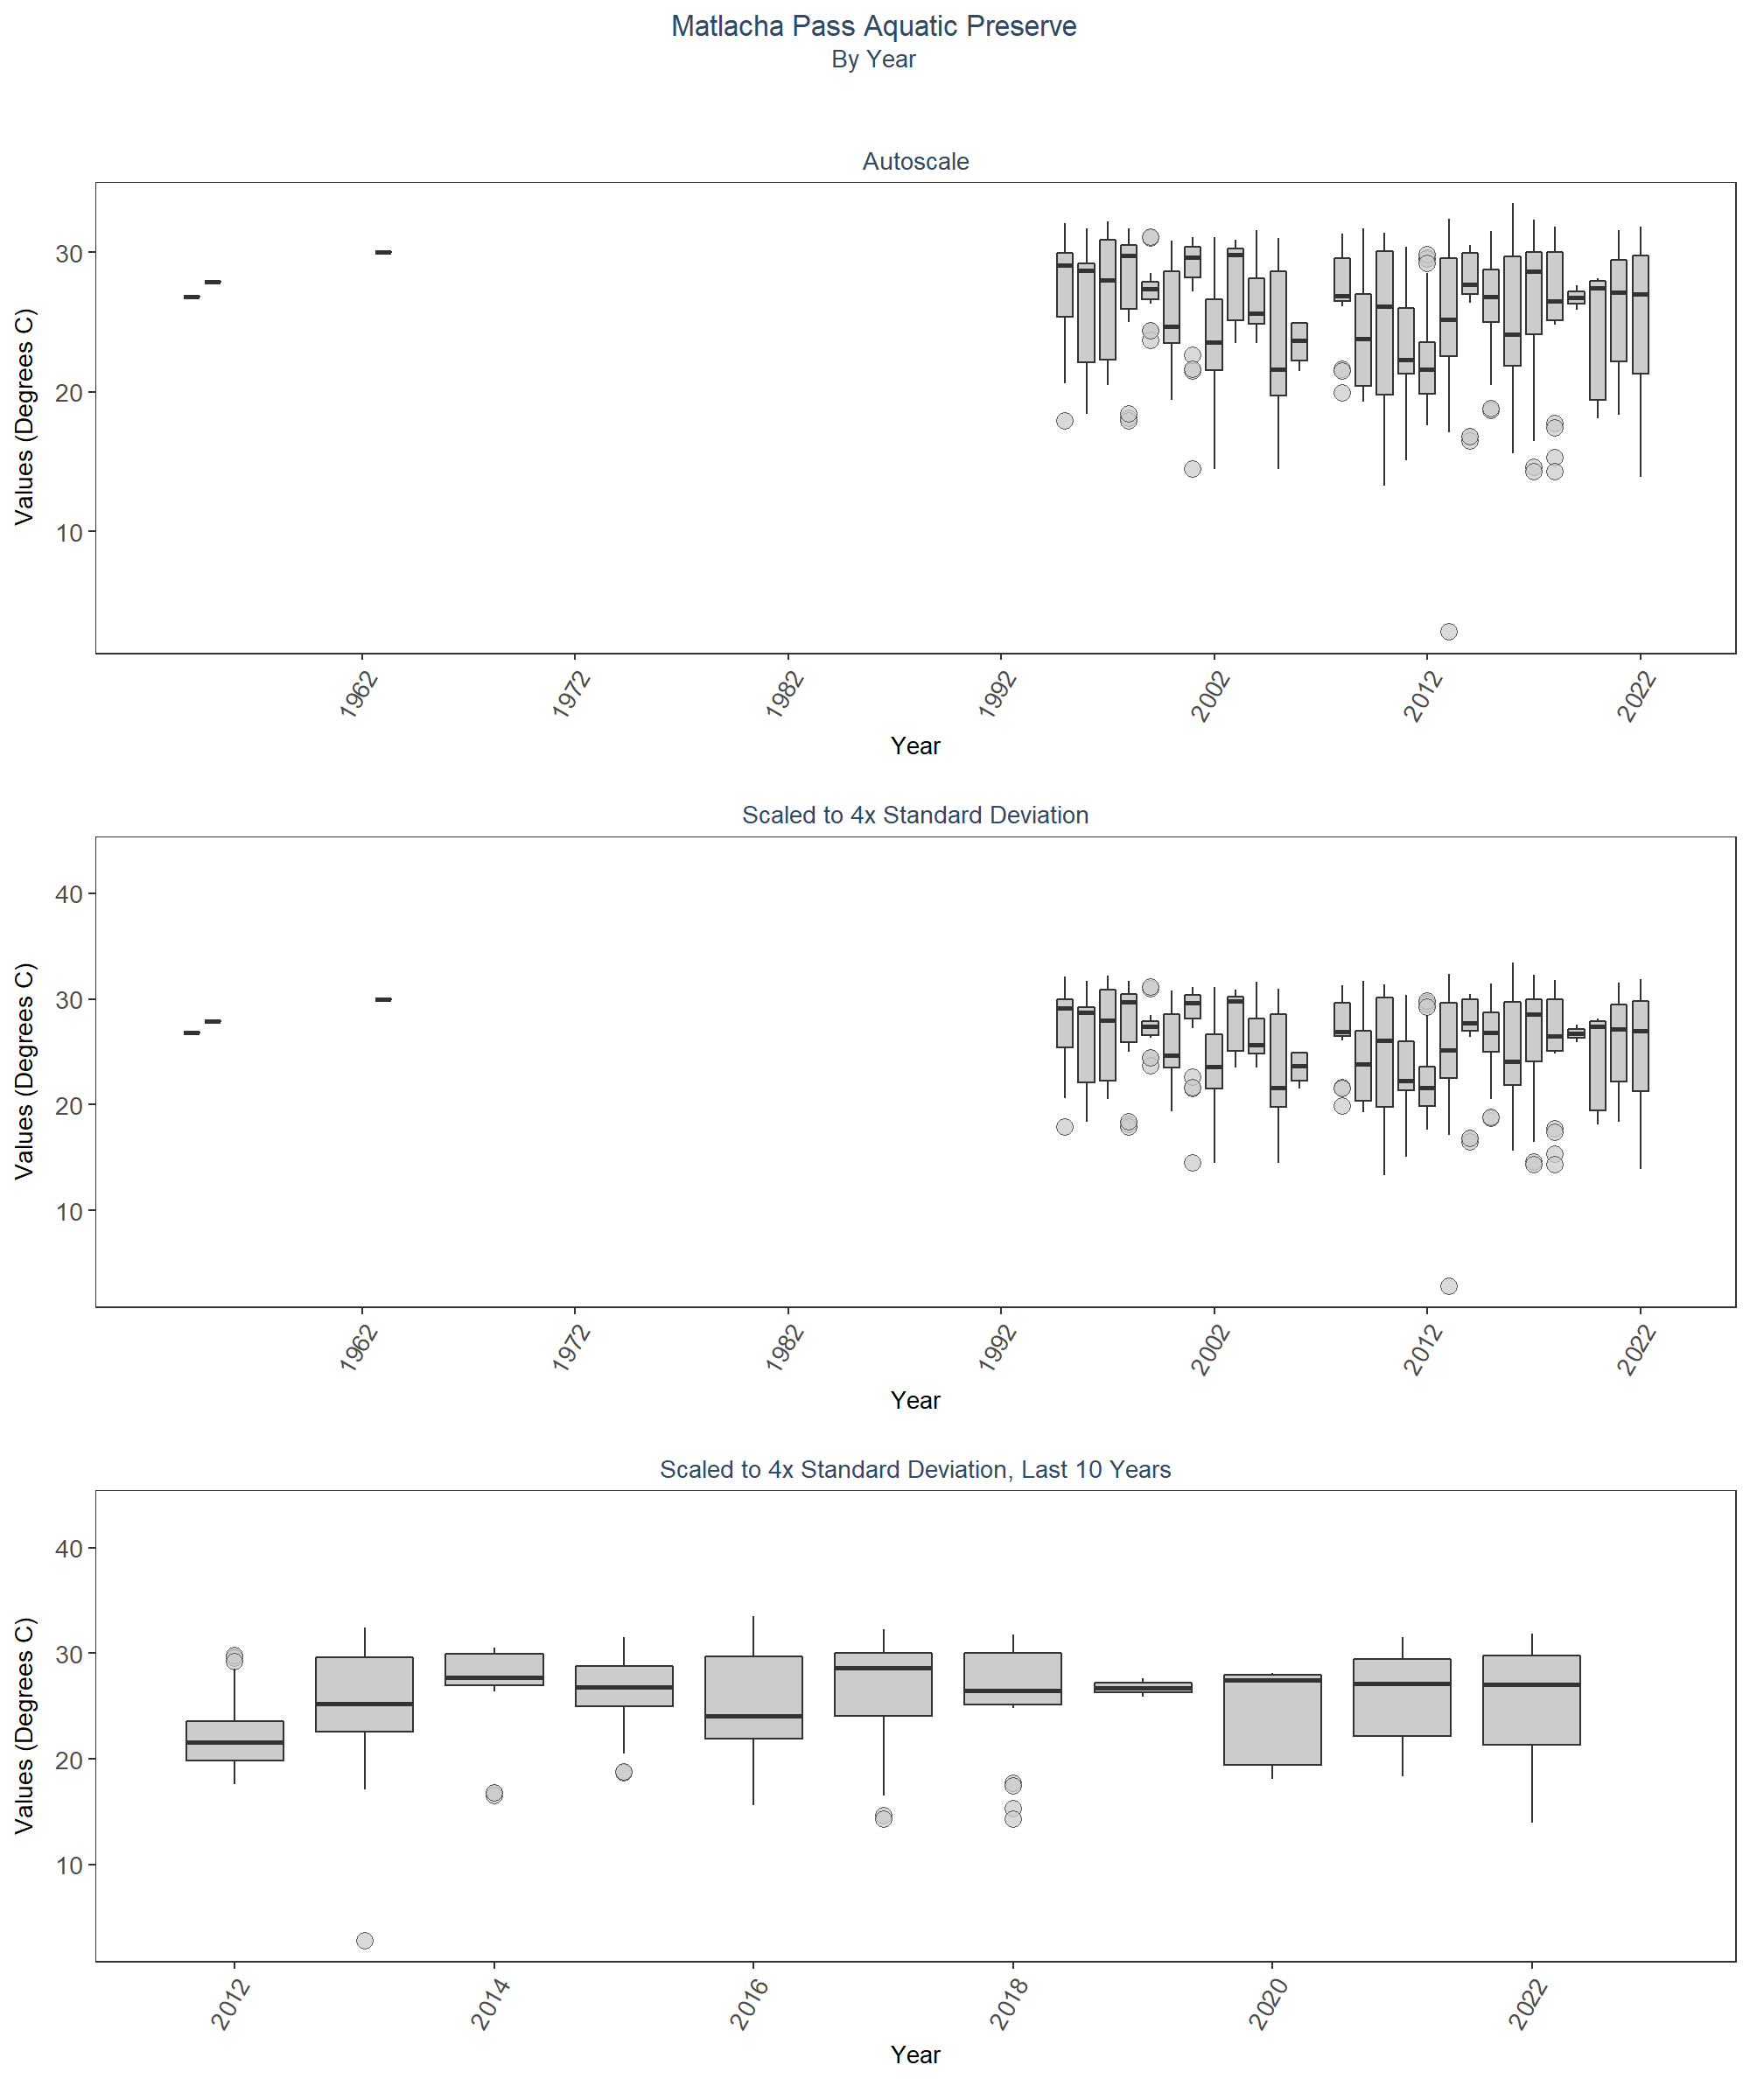 Matlacha Pass Aquatic Preserve
By Year
Autoscale
Values (Degrees C)
30
20
10
1962
1972
1982
1992
2002
2012
2022
Year
Scaled to 4x Standard Deviation
Values (Degrees C)
40
30
20
10
1962
1972
1982
1992
2002
2012
2022
Year
Scaled to 4x Standard Deviation, Last 10 Years
Values (Degrees C)
40
30
20
10
2012
2014
2016
2018
2020
2022
Year